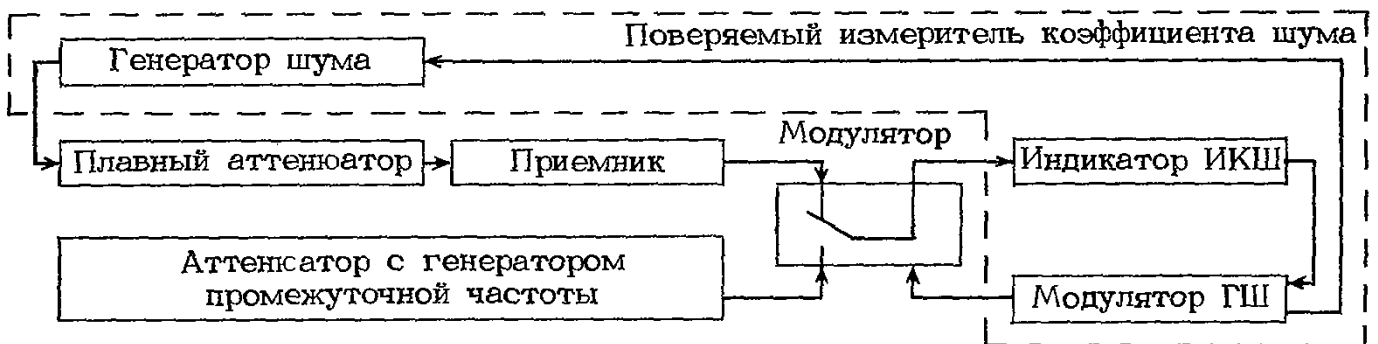 Поверяемый измеритель коэффициента шума
Генератор шума
Модулятор
Плавный аттенюатор
Приемник
Индикатор ИКШ
Аттенюатор с генератором
промежуточной частоты
Модулятор ГШ